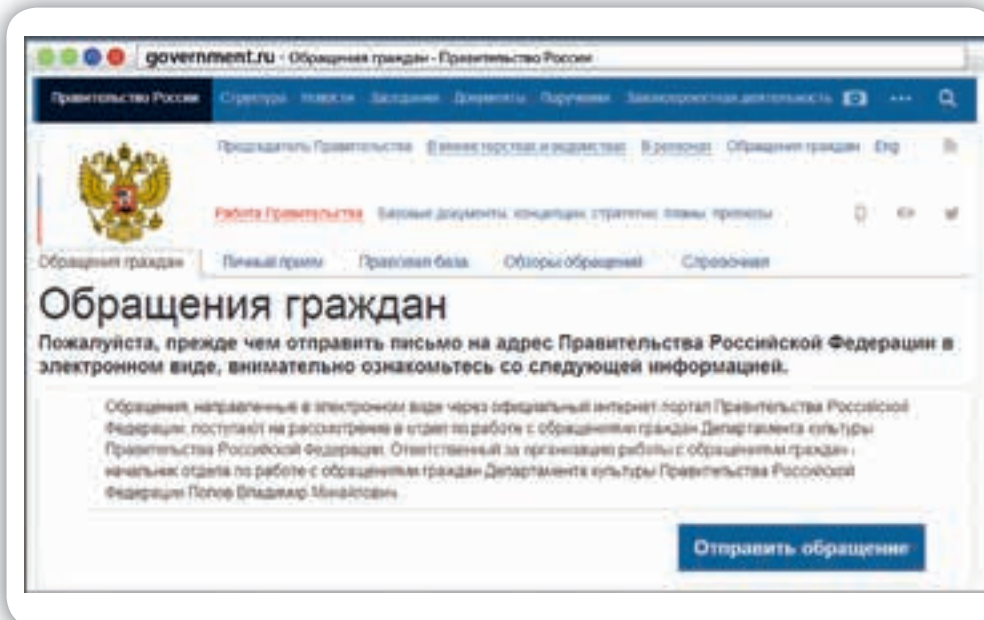 government.ru - Обращения граждан - Правительство России
Правительство России Структура Новости Заседания Документы Поручения Законопроектная деятельность
Председатель Правительства В министерствах и ведомствах В регионах Обращения граждан Eng
Работа Правительства Базовые документы, концепции, стратегии, планы, прогнозы
Обращения граждан Личный приём Правовая база Обзоры обращений Справочная
Обращения граждан
Пожалуйста, прежде чем отправить письмо на адрес Правительства Российской Федерации в
электронном виде, внимательно ознакомьтесь со следующей информацией.
Обращения, направленные в электронном виде через официальный интернет портал Правительства Российской
Федерации, поступают на рассмотрение в отдел по работе с обращениями граждан Департамента культуры
Правительства Российской Федерации. Ответственный за организацию работы с обращениями граждан -
начальник отдела по работе с обращениями граждан Департамента культуры Правительства Российской
Федерации Попов Владимир Михайлович.
Отправить обращение